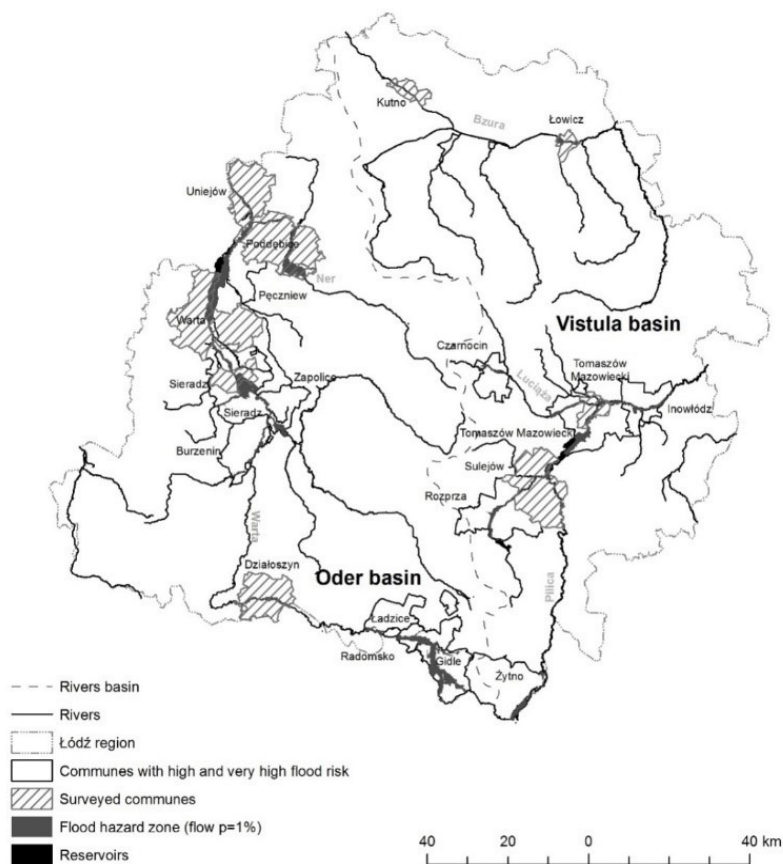 Kutno
Bzura
Łowicz
Uniejów
Poddębice
Ner
Pęczniew
Vistula basin
Warta
Czarnocin
Tomaszów
Mazowiecki
Luciąża
Sieradz
Zapolice
Inowłódz
Sieradz
Tomaszów Mazowieck
Burzenin
Sulejów
Rozprza
Warta
Pilica
Działoszyn
Oder basin
Ładzice
Radomsko
Gidle
Żytno
Rivers basin
Rivers
Łódź region
Communes with high and very high flood risk
Surveyed communes
Flood hazard zone (flow p=1%)
Reservoirs
40 20 0 40 km